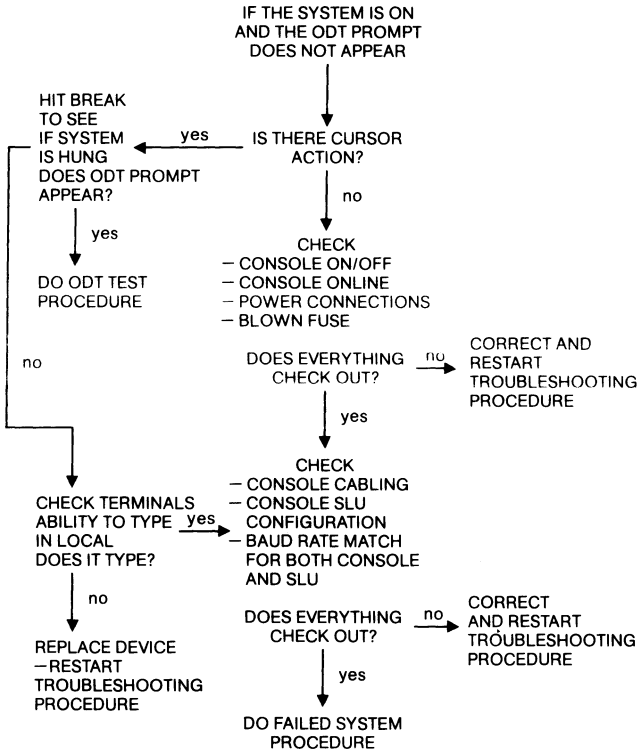 IF THE SYSTEM IS ON
AND THE ODT PROMPT
DOES NOT APPEAR
HIT BREAK
TO SEE
IF SYSTEM
IS HUNG
DOES ODT PROMPT
APPEAR?
yes
IS THERE CURSOR
ACTION?
yes
DO ODT TEST
PROCEDURE
no
no
CHECK
– CONSOLE ON/OFF
– CONSOLE ONLINE
– POWER CONNECTIONS
– BLOWN FUSE
DOES EVERYTHING
CHECK OUT?
no
CORRECT AND
RESTART
TROUBLESHOOTING
PROCEDURE
yes
CHECK
– CONSOLE CABLING
– CONSOLE SLU
CONFIGURATION
– BAUD RATE MATCH
FOR BOTH CONSOLE
AND SLU
CHECK TERMINALS
ABILITY TO TYPE
IN LOCAL
DOES IT TYPE?
yes
no
REPLACE DEVICE
– RESTART
TROUBLESHOOTING
PROCEDURE
DOES EVERYTHING
CHECK OUT?
no
CORRECT
AND RESTART
TROUBLESHOOTING
PROCEDURE
yes
DO FAILED SYSTEM
PROCEDURE